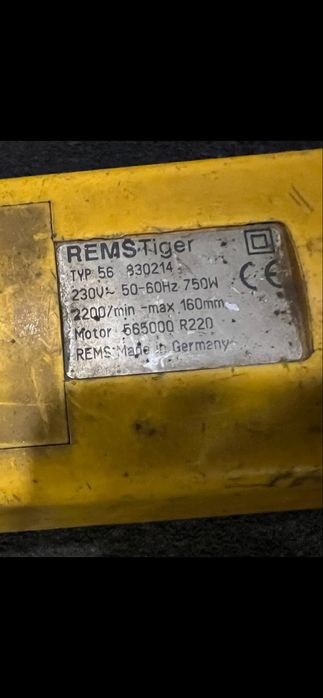 REMS Tiger
TYP 56 830214
230V~ 50-60Hz 750W
2200/min max.160mm
Motor 565000 R220
REMS Made in Germany
CE